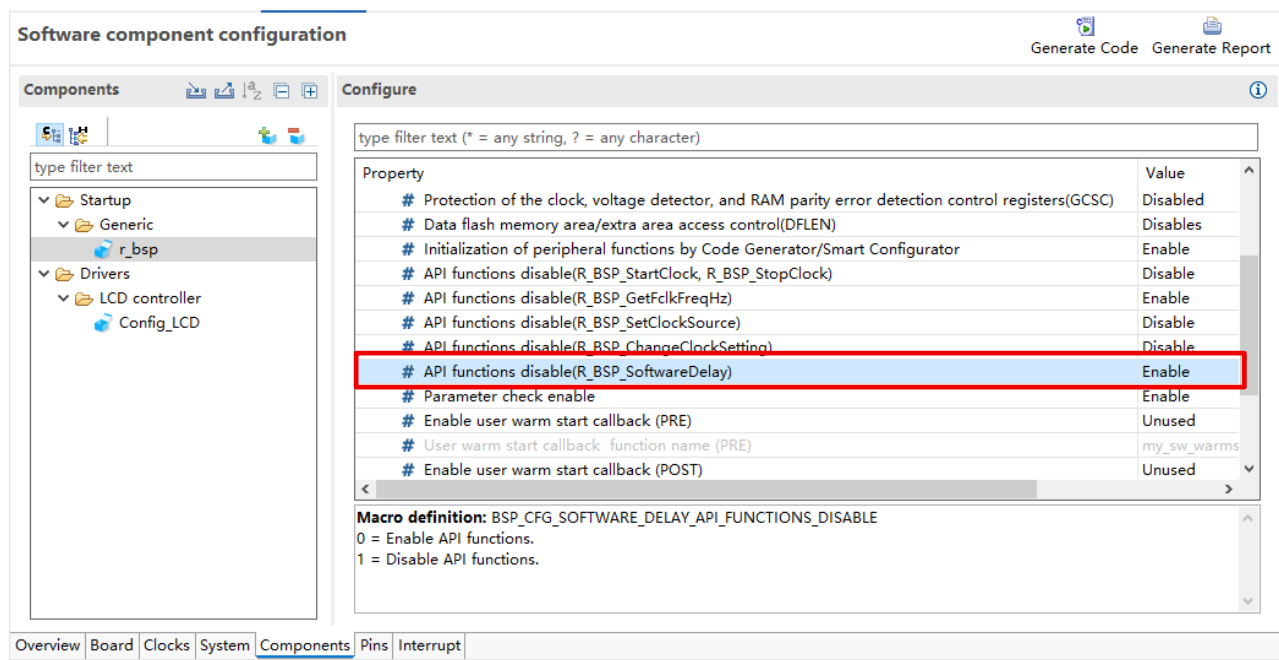 Software component configuration
Generate Code Generate Report
Components
Configure
type filter text (* = any string, ? = any character)
type filter text
Startup
Generic
r_bsp
Drivers
LCD controller
Config_LCD
Property Value
# Protection of the clock, voltage detector, and RAM parity error detection control registers(GCSC) Disabled
# Data flash memory area/extra area access control(DFLEN) Disables
# Initialization of peripheral functions by Code Generator/Smart Configurator Enable
# API functions disable(R_BSP_StartClock, R_BSP_StopClock) Disable
# API functions disable(R_BSP_GetFclkFreqHz) Enable
# API functions disable(R_BSP_SetClockSource) Disable
# API functions disable(R_BSP_ChangeClockSetting) Disable
# API functions disable(R_BSP_SoftwareDelay) Enable
# Parameter check enable Enable
# Enable user warm start callback (PRE) Unused
# User warm start callback function name (PRE) my_sw_warms
# Enable user warm start callback (POST) Unused
Macro definition: BSP_CFG_SOFTWARE_DELAY_API_FUNCTIONS_DISABLE
0 = Enable API functions.
1 = Disable API functions.
Overview Board Clocks System Components Pins Interrupt